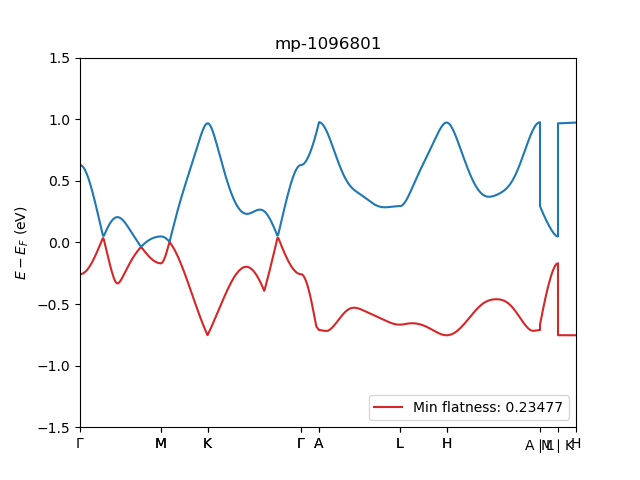 mp-1096801
1.5
1.0
0.5
0.0
−0.5
−1.0
−1.5
E − E_F (eV)
Min flatness: 0.23477
Γ M K Γ A L H A | L M | K H